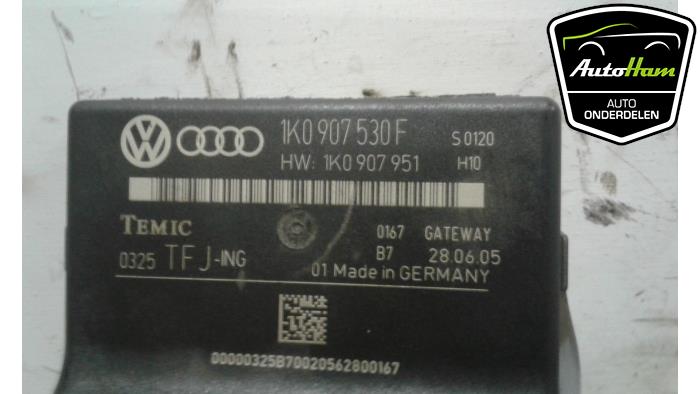 AutoHam
AUTO
ONDERDELEN
1K0 907 530 F
S 0120
HW: 1K0 907 951
H10
TEMIC
0167 GATEWAY
0325 TFJ-ING
B7 28.06.05
01 Made in GERMANY
00000325B70020562800167